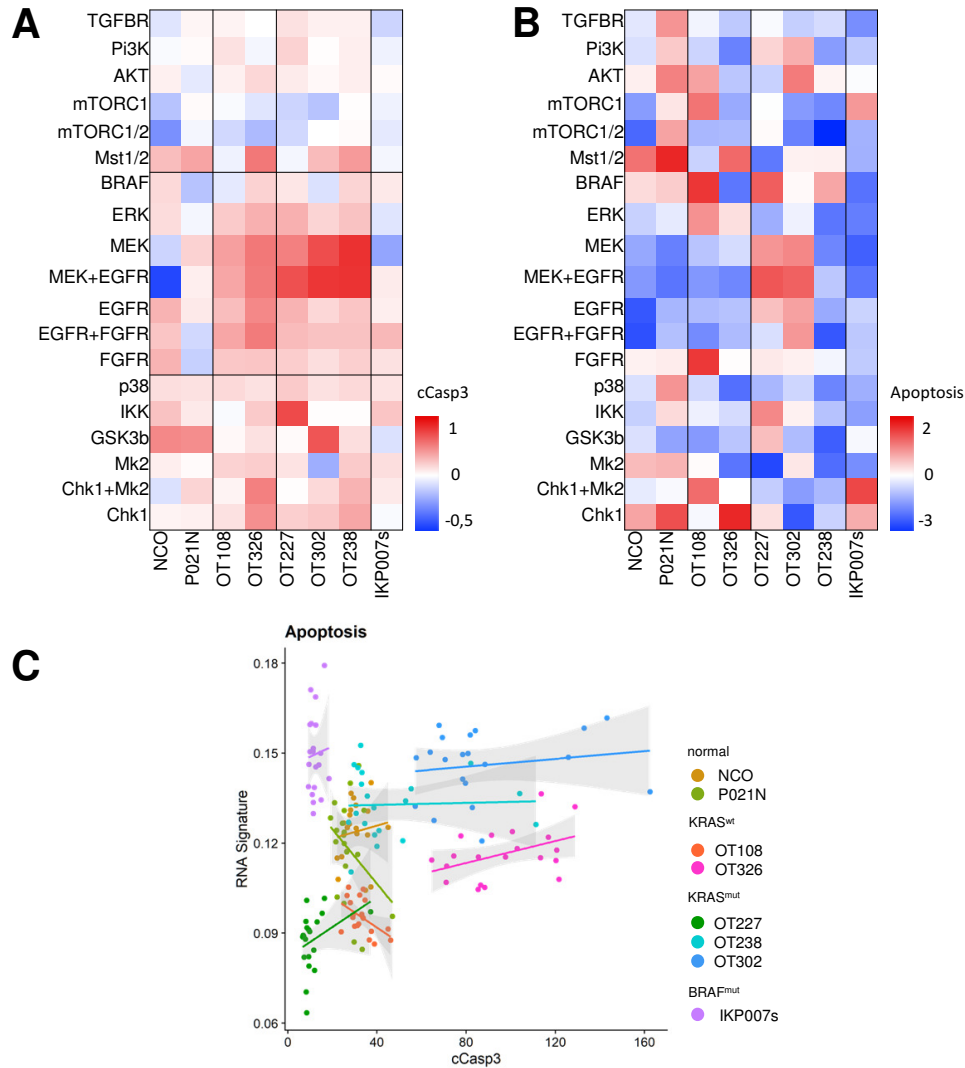 A
TGFBR
Pi3K
AKT
mTORC1
mTORC1/2
Mst1/2
BRAF
ERK
MEK
MEK+EGFR
EGFR
EGFR+FGFR
FGFR
p38
IKK
GSK3b
Mk2
Chk1+Mk2
Chk1
NCO
P021N
OT108
OT326
OT227
OT302
OT238
IKP007s
cCasp3
1
0
-0,5
B
TGFBR
Pi3K
AKT
mTORC1
mTORC1/2
Mst1/2
BRAF
ERK
MEK
MEK+EGFR
EGFR
EGFR+FGFR
FGFR
p38
IKK
GSK3b
Mk2
Chk1+Mk2
Chk1
NCO
P021N
OT108
OT326
OT227
OT302
OT238
IKP007s
Apoptosis
2
0
-3
C
Apoptosis
RNA Signature
0.18
0.15
0.12
0.09
0.06
0
40
80
120
160
cCasp3
normal
NCO
P021N
KRASwt
OT108
OT326
KRASmut
OT227
OT238
OT302
BRAFmut
IKP007s